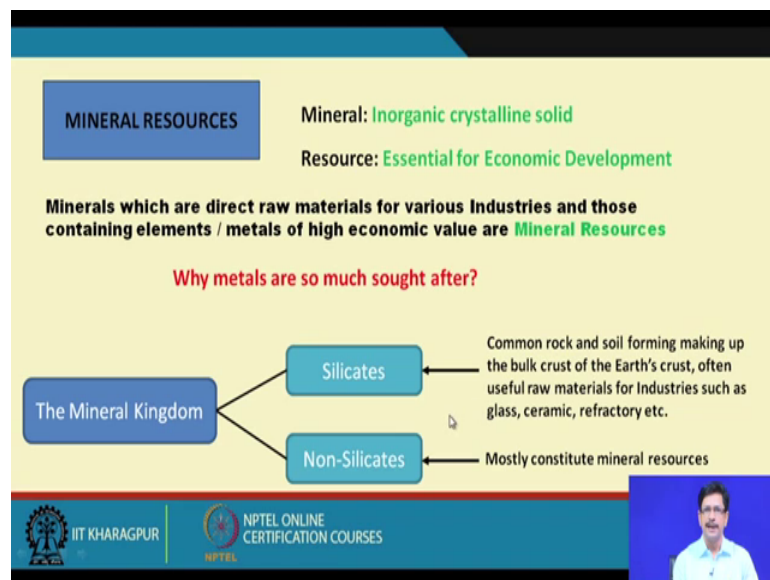 MINERAL RESOURCES
Mineral: Inorganic crystalline solid
Resource: Essential for Economic Development
Minerals which are direct raw materials for various Industries and those
containing elements / metals of high economic value are Mineral Resources
Why metals are so much sought after?
The Mineral Kingdom
Silicates
Common rock and soil forming making up
the bulk crust of the Earth's crust, often
useful raw materials for Industries such as
glass, ceramic, refractory etc.
Non-Silicates
Mostly constitute mineral resources
IIT KHARAGPUR
NPTEL
NPTEL ONLINE
CERTIFICATION COURSES